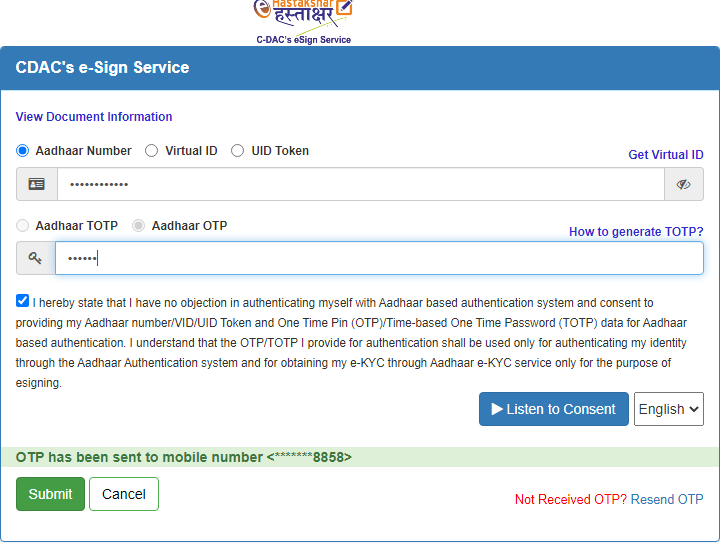 e Hastakshar
हस्ताक्षर
C-DAC's eSign Service
CDAC's e-Sign Service
View Document Information
Aadhaar Number Virtual ID UID Token
Get Virtual ID
••••••••••••
Aadhaar TOTP Aadhaar OTP
How to generate TOTP?
••••••
I hereby state that I have no objection in authenticating myself with Aadhaar based authentication system and consent to
providing my Aadhaar number/VID/UID Token and One Time Pin (OTP)/Time-based One Time Password (TOTP) data for Aadhaar
based authentication. I understand that the OTP/TOTP I provide for authentication shall be used only for authenticating my identity
through the Aadhaar Authentication system and for obtaining my e-KYC through Aadhaar e-KYC service only for the purpose of
esigning.
Listen to Consent English
OTP has been sent to mobile number <*******8858>
Submit Cancel
Not Received OTP? Resend OTP